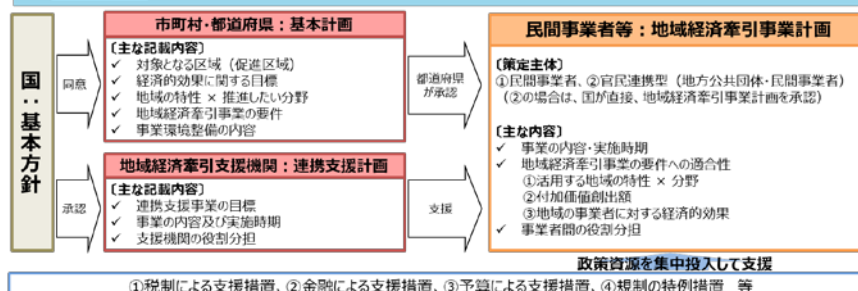 国：基本方針
同意
承認
市町村・都道府県：基本計画
〔主な記載内容〕
✓ 対象となる区域（促進区域）
✓ 経済的効果に関する目標
✓ 地域の特性 × 推進したい分野
✓ 地域経済牽引事業の要件
✓ 事業環境整備の内容
地域経済牽引支援機関：連携支援計画
〔主な記載内容〕
✓ 連携支援事業の目標
✓ 事業の内容及び実施時期
✓ 支援機関の役割分担
都道府県
が承認
支援
民間事業者等：地域経済牽引事業計画
〔策定主体〕
①民間事業者、②官民連携型（地方公共団体・民間事業者）
（②の場合は、国が直接、地域経済牽引事業計画を承認）
〔主な内容〕
✓ 事業の内容・実施時期
✓ 地域経済牽引事業の要件への適合性
①活用する地域の特性 × 分野
②付加価値創出額
③地域の事業者に対する経済的効果
✓ 事業者間の役割分担
政策資源を集中投入して支援
①税制による支援措置、②金融による支援措置、③予算による支援措置、④規制の特例措置 等